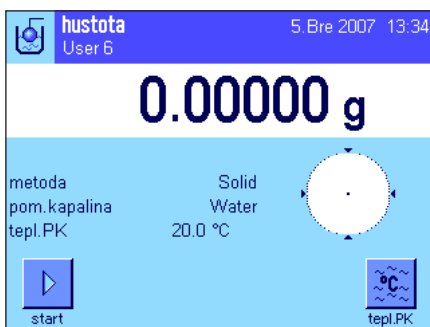 hustota 5.Bre 2007 13:34
User 6
0.00000 g
metoda Solid
pom.kapalina Water
tepl.PK 20.0 °C
°C
start tepl.PK